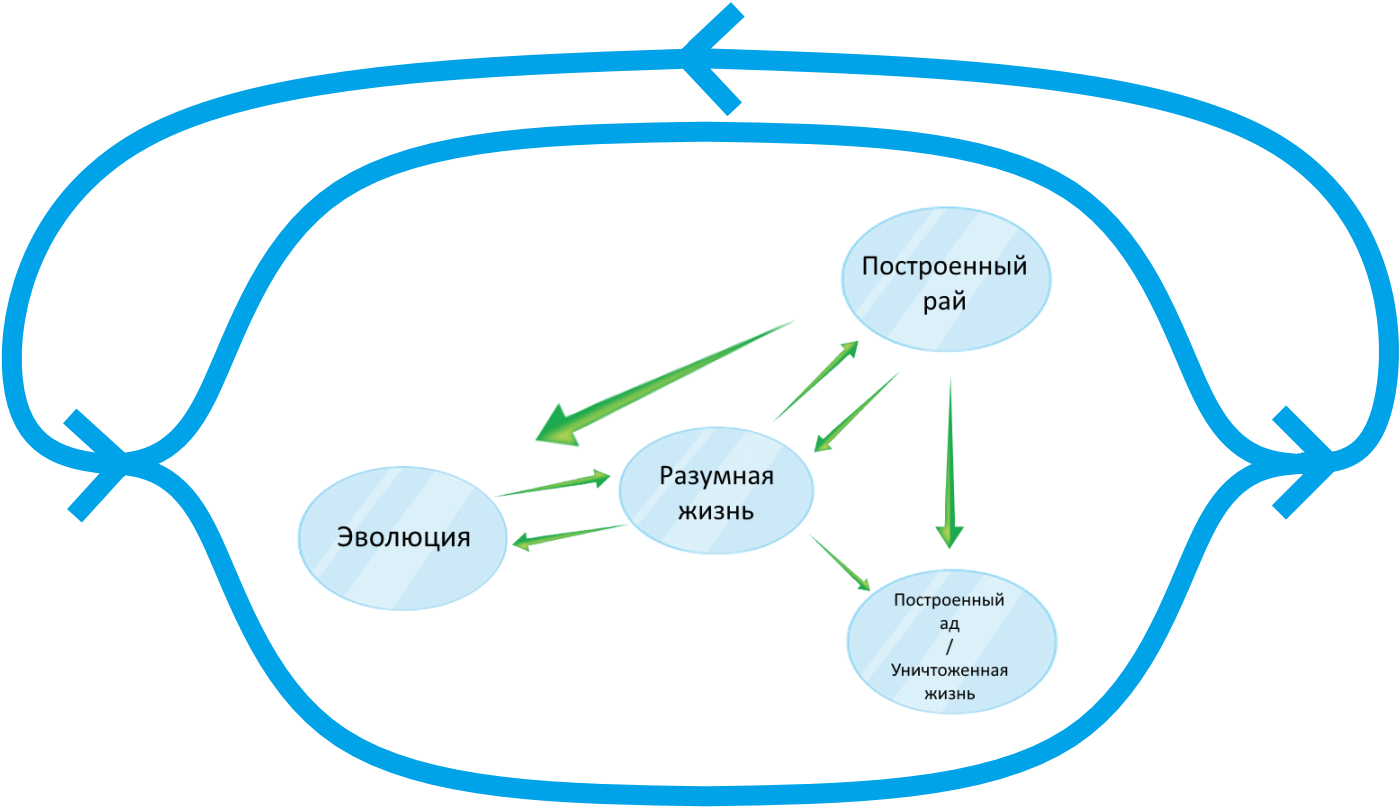 Построенный
рай
Разумная
жизнь
Эволюция
Построенный
ад
/
Уничтоженная
жизнь